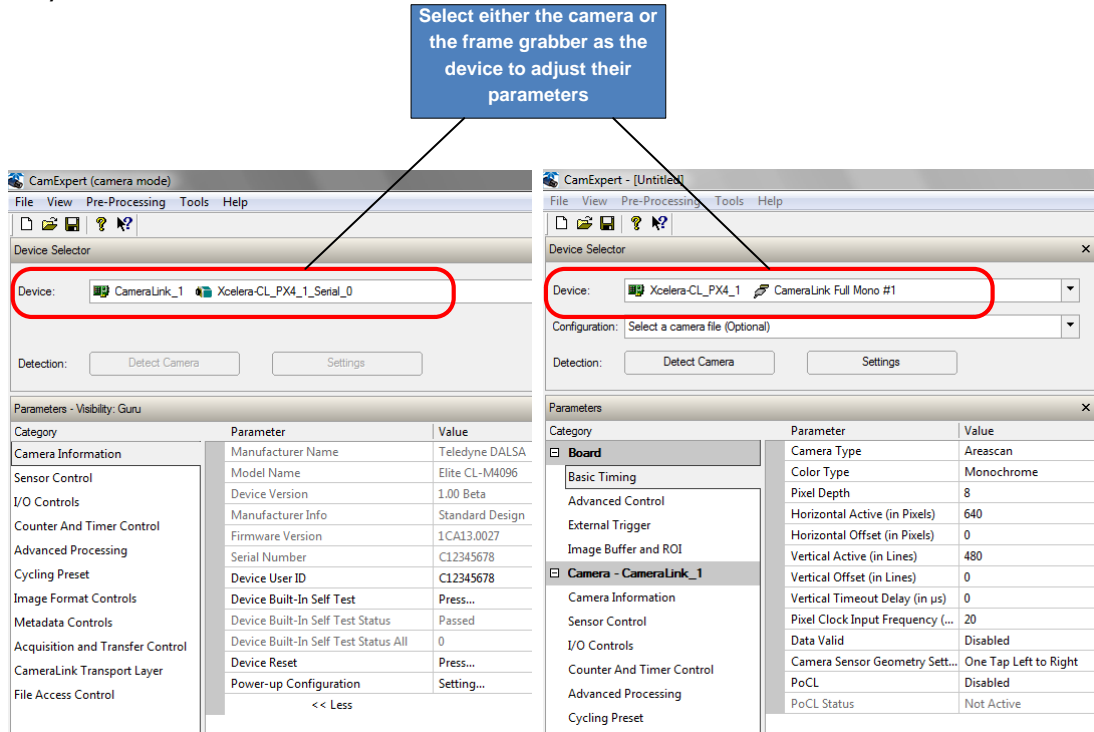 Select either the camera or
the frame grabber as the
device to adjust their
parameters
CamExpert (camera mode)
File View Pre-Processing Tools Help
Device Selector
Device: CameraLink_1 Xcelera-CL_PX4_1_Serial_0
Detection: Detect Camera Settings
Parameters - Visibility: Guru
Category Parameter Value
Camera Information Manufacturer Name Teledyne DALSA
Sensor Control Model Name Elite CL-M4096
I/O Controls Device Version 1.00 Beta
Counter And Timer Control Manufacturer Info Standard Design
Advanced Processing Firmware Version 1CA13.0027
Cycling Preset Serial Number C12345678
Image Format Controls Device User ID C12345678
Metadata Controls Device Built-In Self Test Press...
Acquisition and Transfer Control Device Built-In Self Test Status Passed
CameraLink Transport Layer Device Built-In Self Test Status All 0
File Access Control Device Reset Press...
Power-up Configuration Setting...
<< Less
CamExpert - [Untitled]
File View Pre-Processing Tools Help
Device Selector
Device: Xcelera-CL_PX4_1 CameraLink Full Mono #1
Configuration: Select a camera file (Optional)
Detection: Detect Camera Settings
Parameters
Category Parameter Value
Board Camera Type Areascan
Basic Timing Color Type Monochrome
Advanced Control Pixel Depth 8
External Trigger Horizontal Active (in Pixels) 640
Image Buffer and ROI Horizontal Offset (in Pixels) 0
Camera - CameraLink_1 Vertical Active (in Lines) 480
Camera Information Vertical Offset (in Lines) 0
Sensor Control Vertical Timeout Delay (in µs) 0
I/O Controls Pixel Clock Input Frequency (... 20
Counter And Timer Control Data Valid Disabled
Advanced Processing Camera Sensor Geometry Sett... One Tap Left to Right
Cycling Preset PoCL Disabled
PoCL Status Not Active